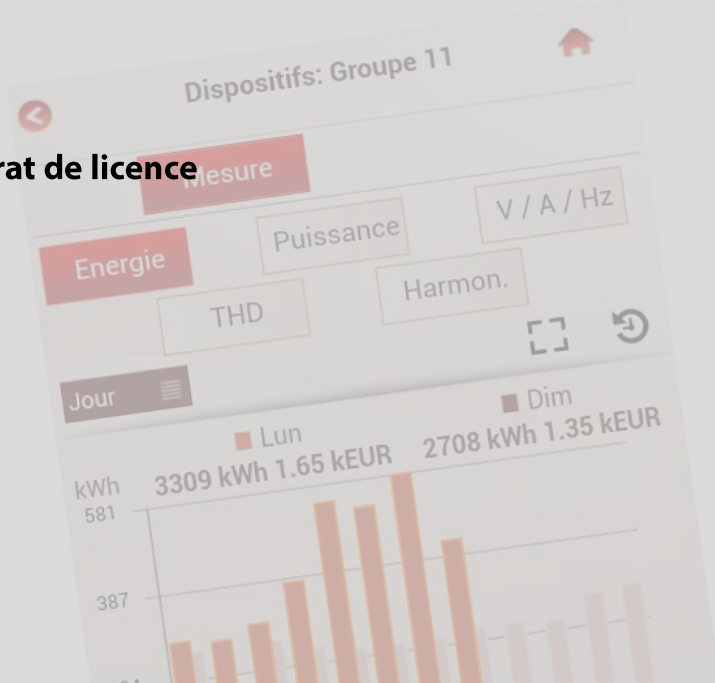 Dispositifs: Groupe 11
rat de licence
Mesure
Energie
Puissance
V / A / Hz
THD
Harmon.
Jour
Lun
Dim
3309 kWh 1.65 kEUR
2708 kWh 1.35 kEUR
kWh
581
387